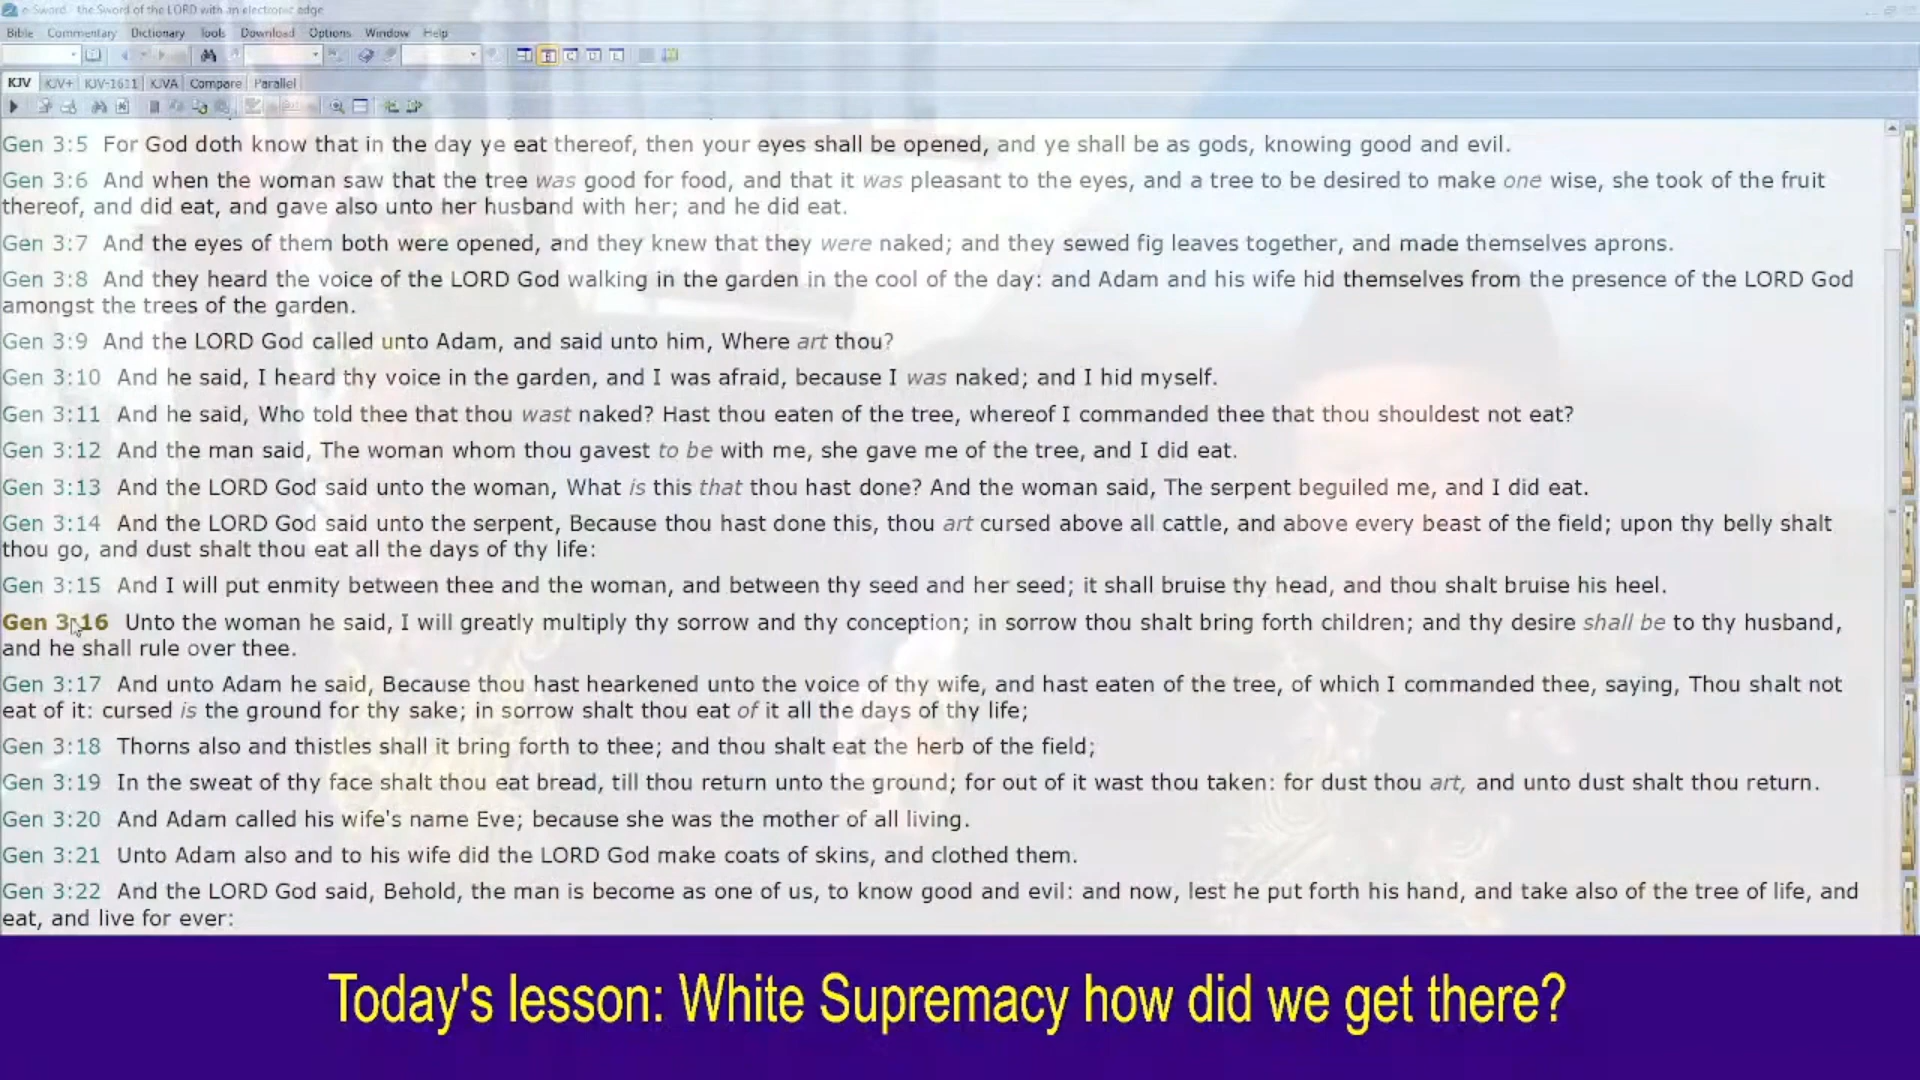 e-Sword - the Sword of the LORD with an electronic edge
Bible Commentary Dictionary Tools Download Options Window Help
KJV KJV+ KJV-1611 KJVA Compare Parallel
Gen 3:5 For God doth know that in the day ye eat thereof, then your eyes shall be opened, and ye shall be as gods, knowing good and evil.
Gen 3:6 And when the woman saw that the tree was good for food, and that it was pleasant to the eyes, and a tree to be desired to make one wise, she took of the fruit
thereof, and did eat, and gave also unto her husband with her; and he did eat.
Gen 3:7 And the eyes of them both were opened, and they knew that they were naked; and they sewed fig leaves together, and made themselves aprons.
Gen 3:8 And they heard the voice of the LORD God walking in the garden in the cool of the day: and Adam and his wife hid themselves from the presence of the LORD God
amongst the trees of the garden.
Gen 3:9 And the LORD God called unto Adam, and said unto him, Where art thou?
Gen 3:10 And he said, I heard thy voice in the garden, and I was afraid, because I was naked; and I hid myself.
Gen 3:11 And he said, Who told thee that thou wast naked? Hast thou eaten of the tree, whereof I commanded thee that thou shouldest not eat?
Gen 3:12 And the man said, The woman whom thou gavest to be with me, she gave me of the tree, and I did eat.
Gen 3:13 And the LORD God said unto the woman, What is this that thou hast done? And the woman said, The serpent beguiled me, and I did eat.
Gen 3:14 And the LORD God said unto the serpent, Because thou hast done this, thou art cursed above all cattle, and above every beast of the field; upon thy belly shalt
thou go, and dust shalt thou eat all the days of thy life:
Gen 3:15 And I will put enmity between thee and the woman, and between thy seed and her seed; it shall bruise thy head, and thou shalt bruise his heel.
Gen 3:16 Unto the woman he said, I will greatly multiply thy sorrow and thy conception; in sorrow thou shalt bring forth children; and thy desire shall be to thy husband,
and he shall rule over thee.
Gen 3:17 And unto Adam he said, Because thou hast hearkened unto the voice of thy wife, and hast eaten of the tree, of which I commanded thee, saying, Thou shalt not
eat of it: cursed is the ground for thy sake; in sorrow shalt thou eat of it all the days of thy life;
Gen 3:18 Thorns also and thistles shall it bring forth to thee; and thou shalt eat the herb of the field;
Gen 3:19 In the sweat of thy face shalt thou eat bread, till thou return unto the ground; for out of it wast thou taken: for dust thou art, and unto dust shalt thou return.
Gen 3:20 And Adam called his wife's name Eve; because she was the mother of all living.
Gen 3:21 Unto Adam also and to his wife did the LORD God make coats of skins, and clothed them.
Gen 3:22 And the LORD God said, Behold, the man is become as one of us, to know good and evil: and now, lest he put forth his hand, and take also of the tree of life, and
eat, and live for ever:
Today's lesson: White Supremacy how did we get there?